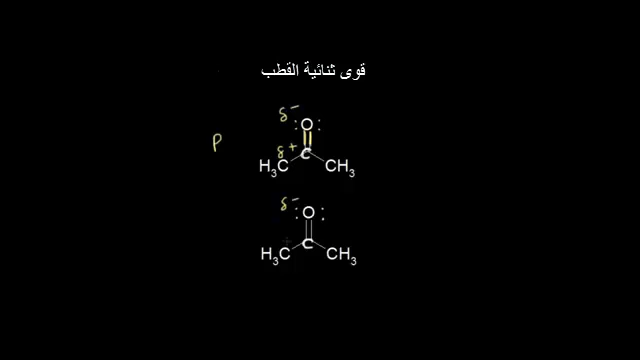 قوى ثنائية القطب
δ-
:O:
P
δ+ C
H3C CH3
δ-
:O:
C
H3C CH3